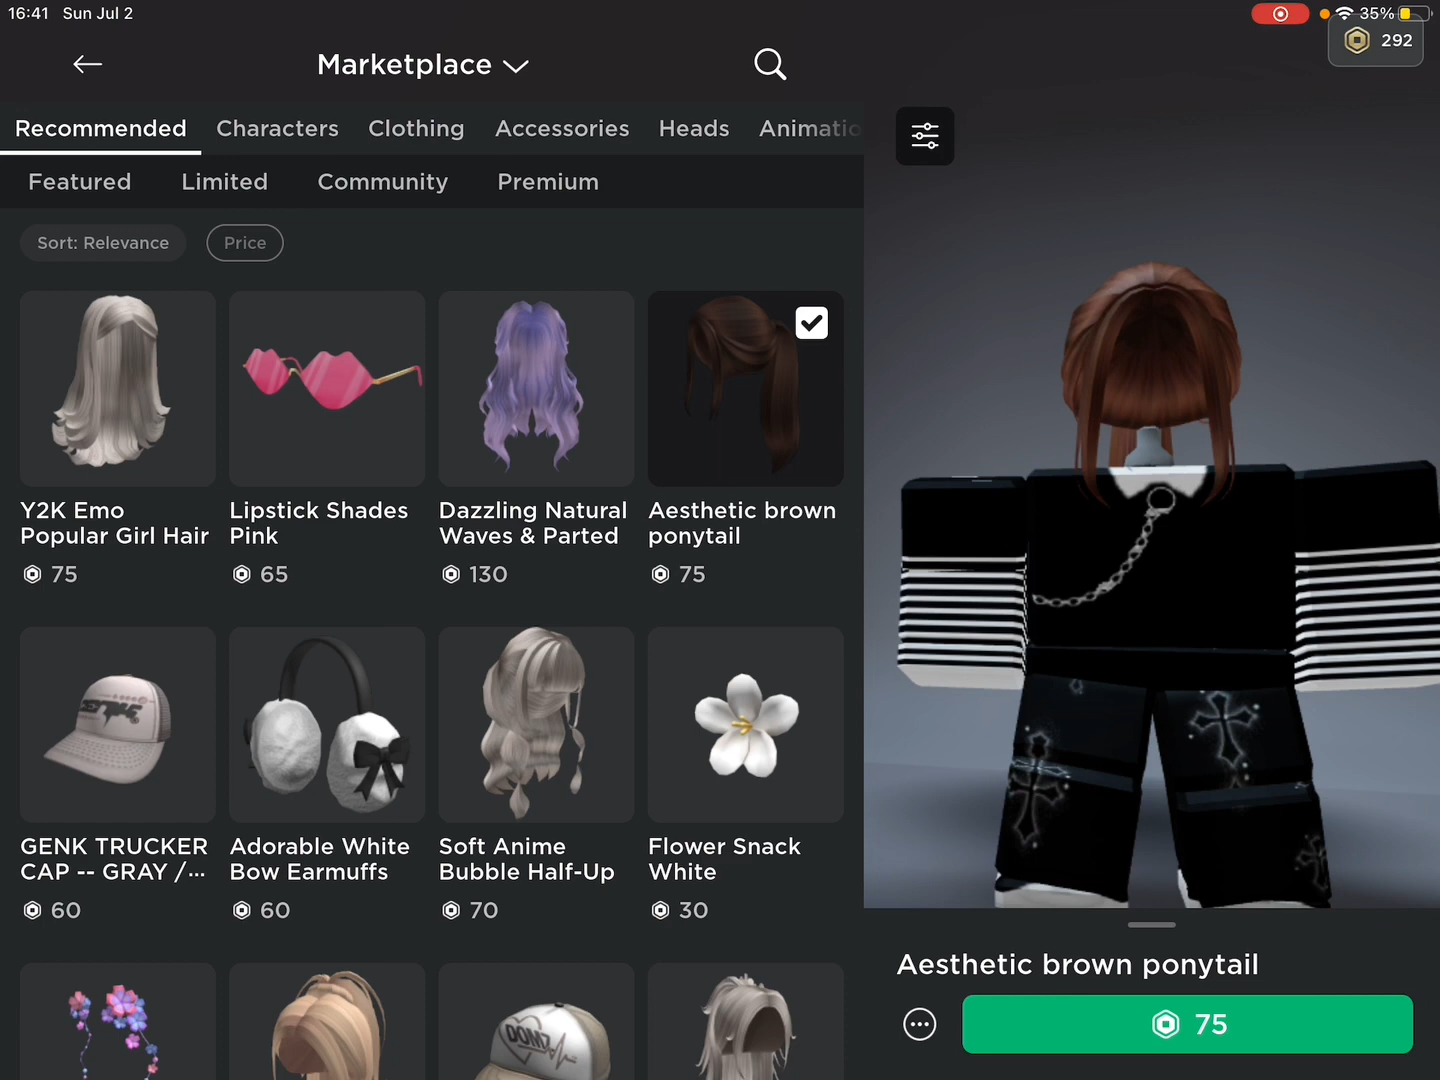 16:41 Sun Jul 2
35%
292
Marketplace
Recommended Characters Clothing Accessories Heads Animatio
Featured Limited Community Premium
Sort: Relevance Price
Y2K Emo
Popular Girl Hair
75
Lipstick Shades
Pink
65
Dazzling Natural
Waves & Parted
130
Aesthetic brown
ponytail
75
GENK TRUCKER
CAP -- GRAY /...
60
Adorable White
Bow Earmuffs
60
Soft Anime
Bubble Half-Up
70
Flower Snack
White
30
Aesthetic brown ponytail
75